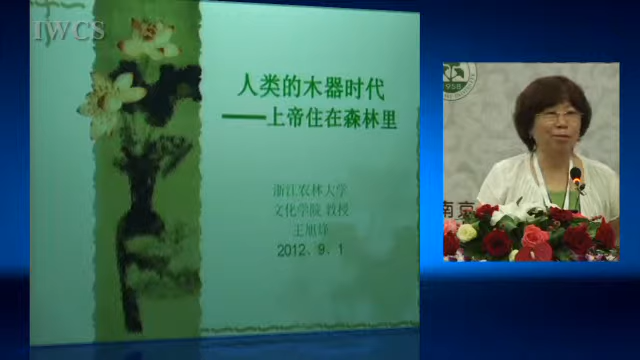 IWCS
人类的木器时代
——上帝住在森林里
浙江农林大学
文化学院 教授
王旭烽
2012、9、1
1958
南京